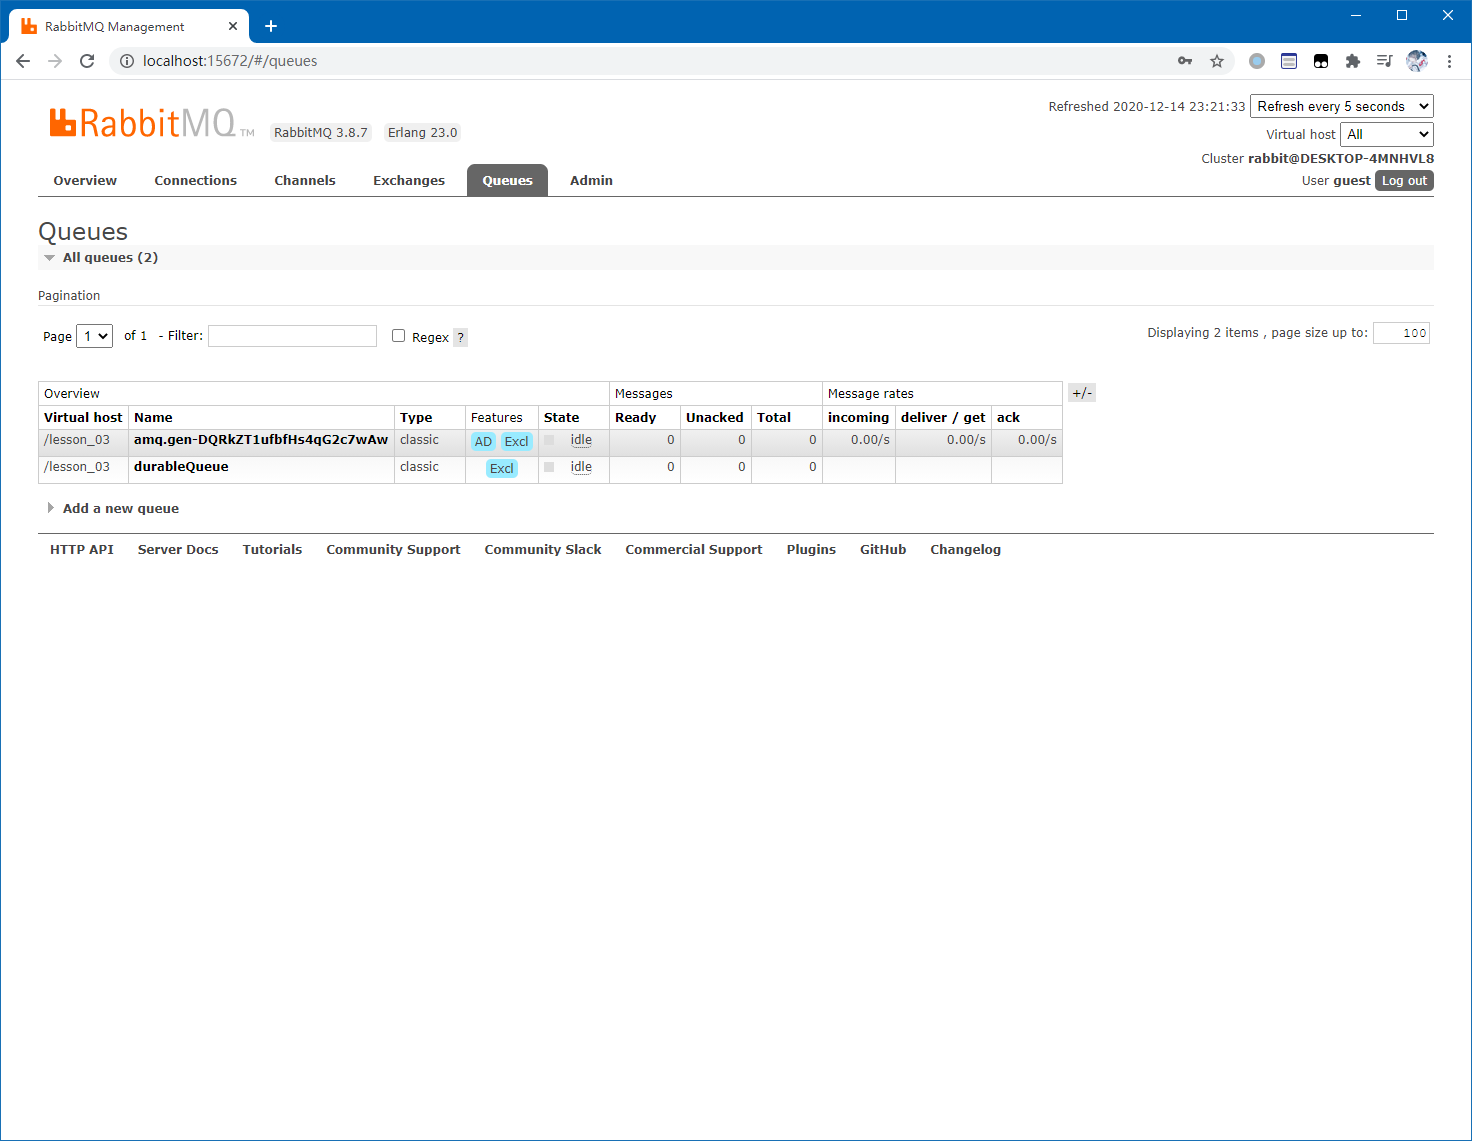 RabbitMQ Management
localhost:15672/#/queues
RabbitMQ TM
RabbitMQ 3.8.7 Erlang 23.0
Refreshed 2020-12-14 23:21:33 Refresh every 5 seconds
Virtual host All
Cluster rabbit@DESKTOP-4MNHVL8
User guest Log out
Overview Connections Channels Exchanges Queues Admin
Queues
All queues (2)
Pagination
Page 1 of 1 - Filter: Regex ?
Displaying 2 items , page size up to: 100
Overview Messages Message rates +/-
Virtual host Name Type Features State Ready Unacked Total incoming deliver / get ack
/lesson_03 amq.gen-DQRkZT1ufbfHs4qG2c7wAw classic AD Excl idle 0 0 0 0.00/s 0.00/s 0.00/s
/lesson_03 durableQueue classic Excl idle 0 0 0
Add a new queue
HTTP API Server Docs Tutorials Community Support Community Slack Commercial Support Plugins GitHub Changelog